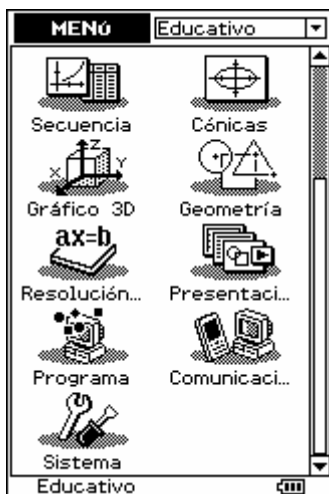 MENú Educativo
Secuencia Cónicas
Z
X Y
Gráfico 3D Geometría
ax=b
Resolución... Presentaci...
Programa Comunicaci...
Sistema
Educativo